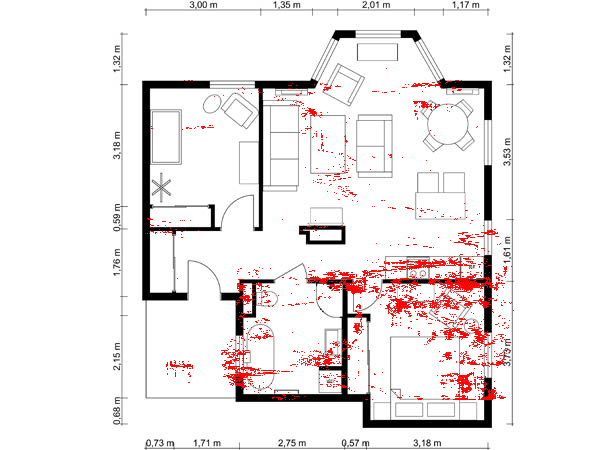 3,00 m
1,35 m
2,01 m
1,17 m
1,32 m
1,32 m
3,18 m
3,53 m
0,59 m
1,76 m
1,61 m
2,15 m
3,73 m
0,68 m
0,73 m
1,71 m
2,75 m
0,57 m
3,18 m